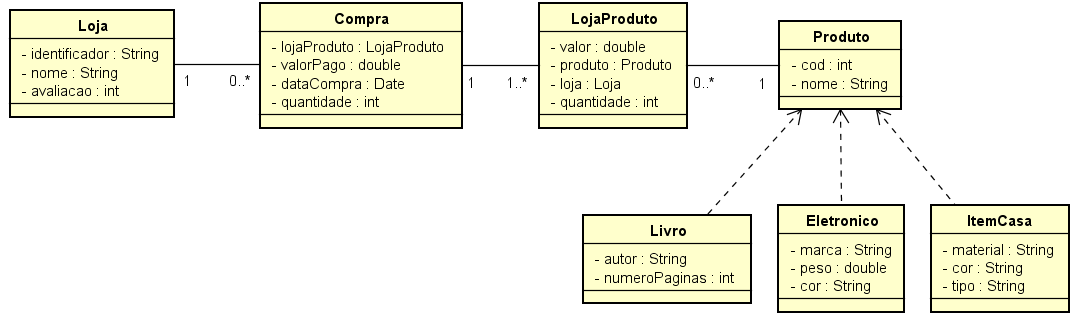 Loja
- identificador : String
- nome : String
- avaliacao : int
1
0..*
Compra
- lojaProduto : LojaProduto
- valorPago : double
- dataCompra : Date
- quantidade : int
1
1..*
LojaProduto
- valor : double
- produto : Produto
- loja : Loja
- quantidade : int
0..*
1
Produto
- cod : int
- nome : String
Livro
- autor : String
- numeroPaginas : int
Eletronico
- marca : String
- peso : double
- cor : String
ItemCasa
- material : String
- cor : String
- tipo : String